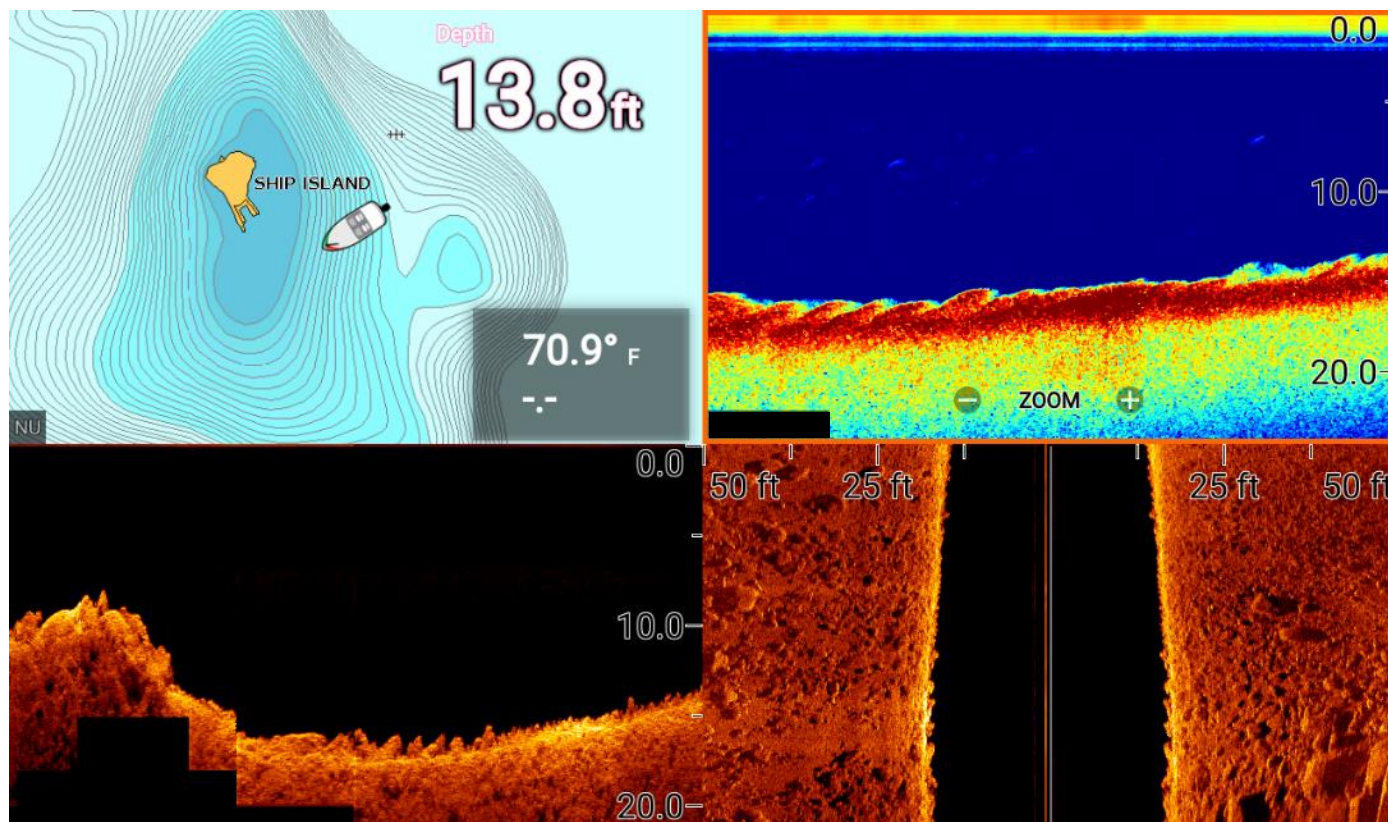 Depth
13.8ft
SHIP ISLAND
70.9° F
-.-
NU
0.0
10.0
20.0
− ZOOM +
0.0
10.0
20.0
50 ft 25 ft 25 ft 50 ft